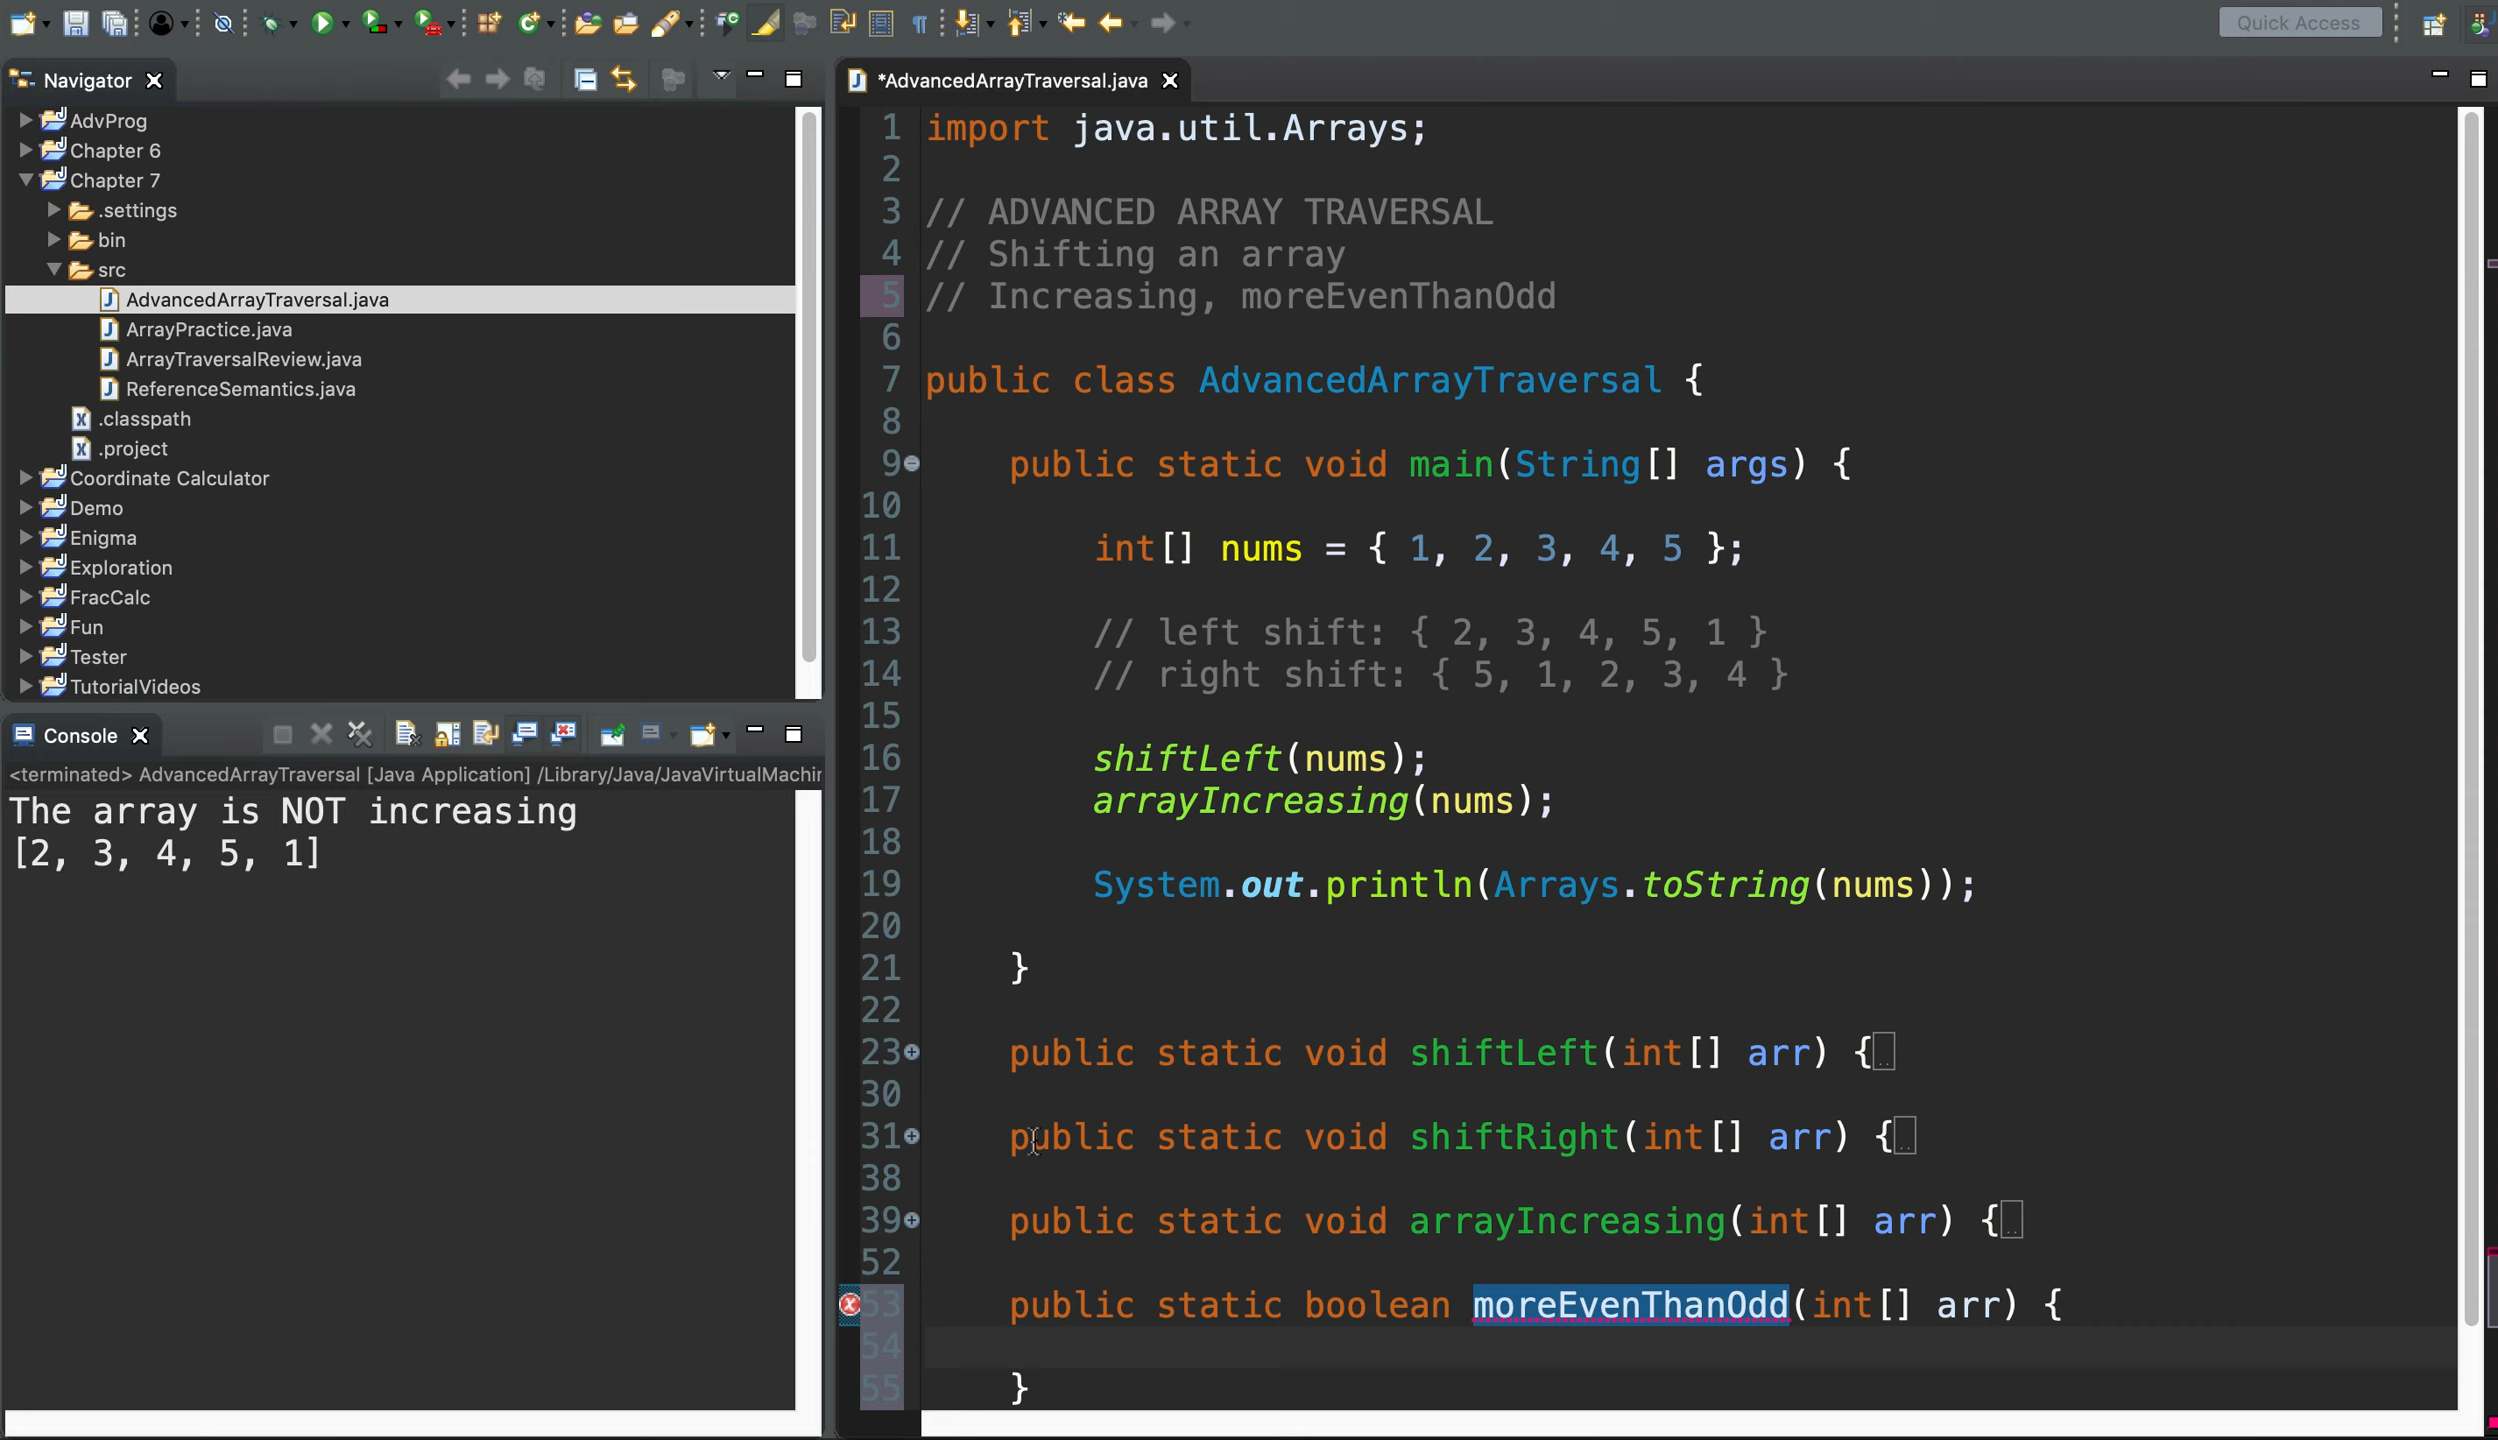 Quick Access
Navigator
AdvProg
Chapter 6
Chapter 7
.settings
bin
src
AdvancedArrayTraversal.java
ArrayPractice.java
ArrayTraversalReview.java
ReferenceSemantics.java
.classpath
.project
Coordinate Calculator
Demo
Enigma
Exploration
FracCalc
Fun
Tester
TutorialVideos
Console
<terminated> AdvancedArrayTraversal [Java Application] /Library/Java/JavaVirtualMachin
The array is NOT increasing
[2, 3, 4, 5, 1]
*AdvancedArrayTraversal.java
1 import java.util.Arrays;
2
3 // ADVANCED ARRAY TRAVERSAL
4 // Shifting an array
5 // Increasing, moreEvenThanOdd
6
7 public class AdvancedArrayTraversal {
8
9 public static void main(String[] args) {
10
11 int[] nums = { 1, 2, 3, 4, 5 };
12
13 // left shift: { 2, 3, 4, 5, 1 }
14 // right shift: { 5, 1, 2, 3, 4 }
15
16 shiftLeft(nums);
17 arrayIncreasing(nums);
18
19 System.out.println(Arrays.toString(nums));
20
21 }
22
23 public static void shiftLeft(int[] arr) {
30
31 public static void shiftRight(int[] arr) {
38
39 public static void arrayIncreasing(int[] arr) {
52
53 public static boolean moreEvenThanOdd(int[] arr) {
54
55 }